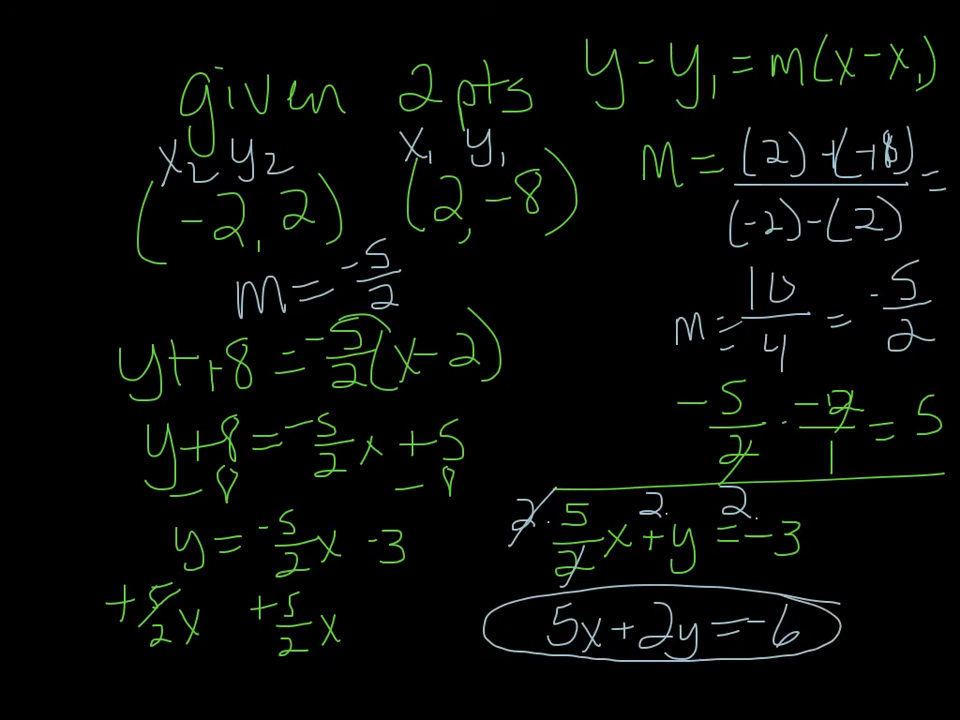 given 2pts
y - y₁ = m(x - x₁)
x₂ y₂ x₁ y₁
(-2, 2) (2, -8)
m = -5/2
y + +8 = -5/2(x - 2)
y + 8 = -5/2 x + 5
- 8 - 8
y = -5/2 x - 3
+5/2 x +5/2 x
M = (2) + (+8) / (-2) - (2) =
m = 10/4 = -5/2
-5/2 · -2/1 = 5
2 · 5/2 x + 2 · y = 2 · -3
5x + 2y = -6